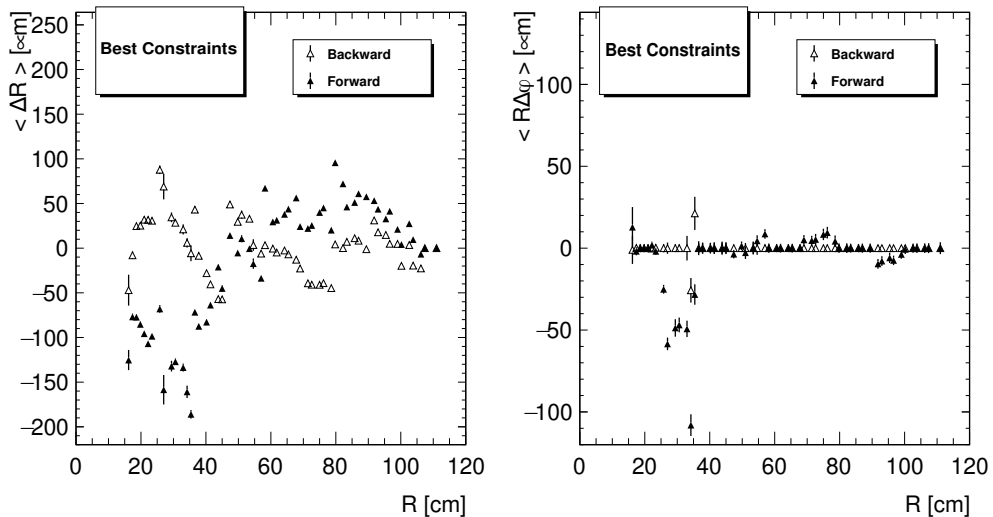 < ΔR > [∝m]
250
200
150
100
50
0
−50
−100
−150
−200
Best Constraints
Backward
Forward
0 20 40 60 80 100 120
R [cm]
< RΔφ > [∝m]
100
50
0
−50
−100
Best Constraints
Backward
Forward
0 20 40 60 80 100 120
R [cm]